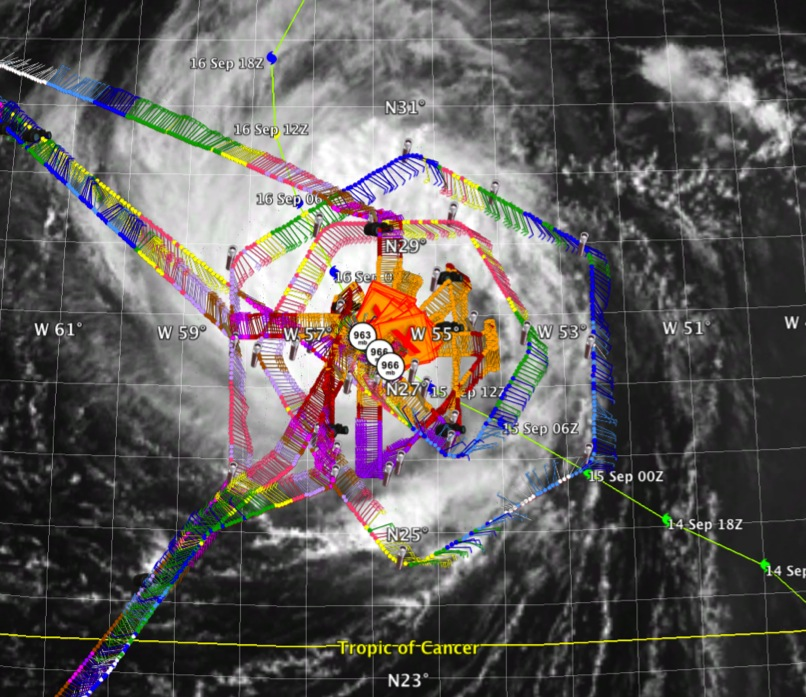 16 Sep 18Z
N31°
16 Sep 12Z
16 Sep 06
N29°
16 Sep 0
W 61°
W 59°
W 57°
W 55°
W 53°
W 51°
W
963
mb
966
966
mb
N27°
15 Sep 12Z
15 Sep 06Z
15 Sep 00Z
14 Sep 18Z
N25°
14 Sep
Tropic of Cancer
N23°